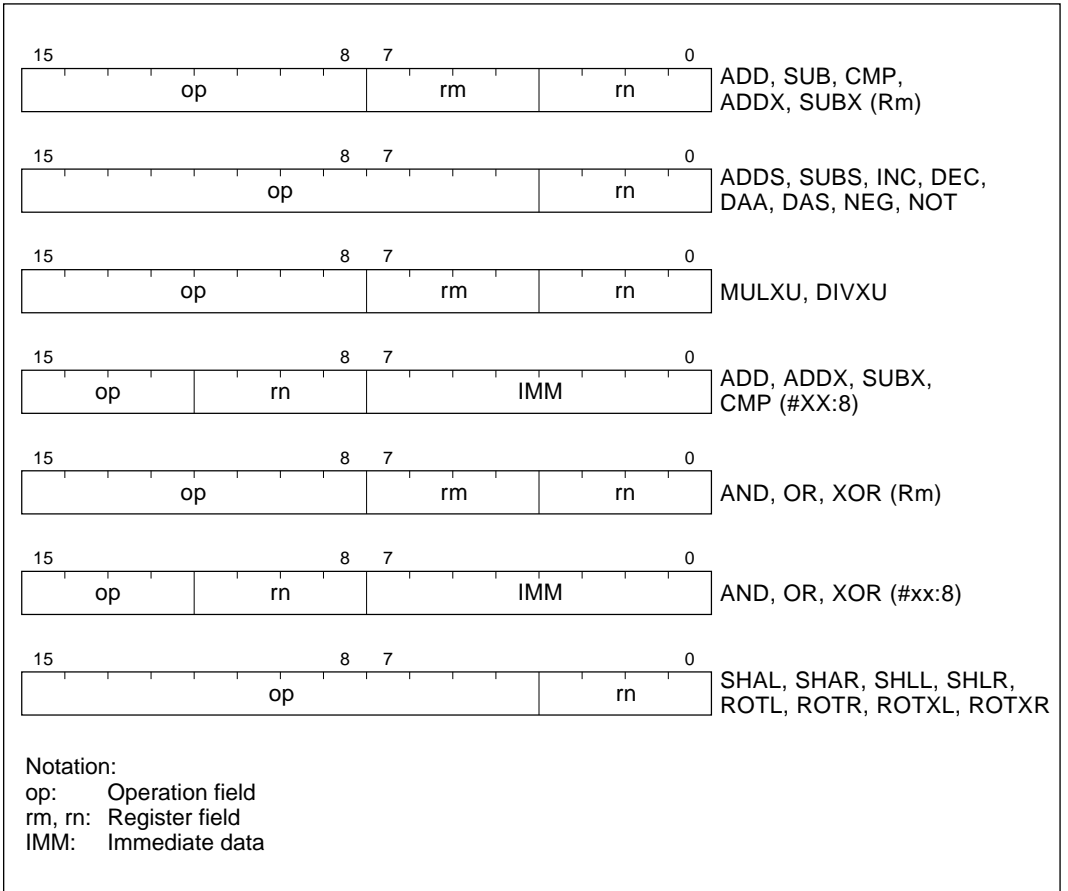 15 8 7 0
op rm rn
ADD, SUB, CMP,
ADDX, SUBX (Rm)
15 8 7 0
op rn
ADDS, SUBS, INC, DEC,
DAA, DAS, NEG, NOT
15 8 7 0
op rm rn
MULXU, DIVXU
15 8 7 0
op rn IMM
ADD, ADDX, SUBX,
CMP (#XX:8)
15 8 7 0
op rm rn
AND, OR, XOR (Rm)
15 8 7 0
op rn IMM
AND, OR, XOR (#xx:8)
15 8 7 0
op rn
SHAL, SHAR, SHLL, SHLR,
ROTL, ROTR, ROTXL, ROTXR
Notation:
op: Operation field
rm, rn: Register field
IMM: Immediate data